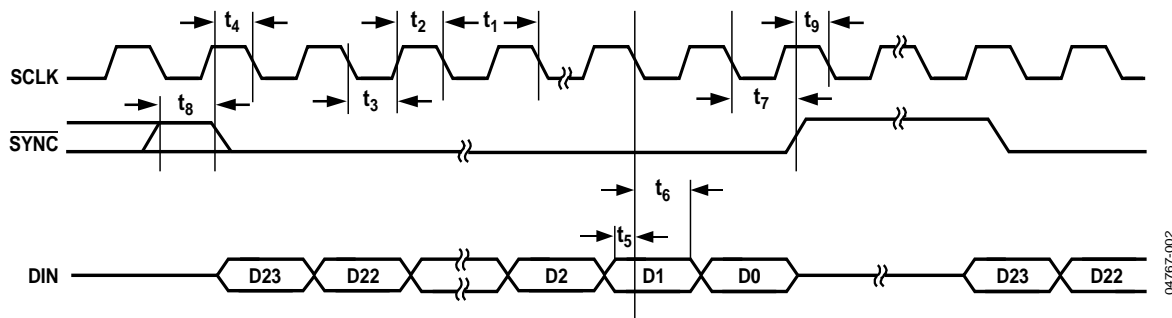 t4 t2 t1 t9
SCLK
t8 t3 t7
SYNC
t6
t5
DIN D23 D22 D2 D1 D0 D23 D22
04767-002